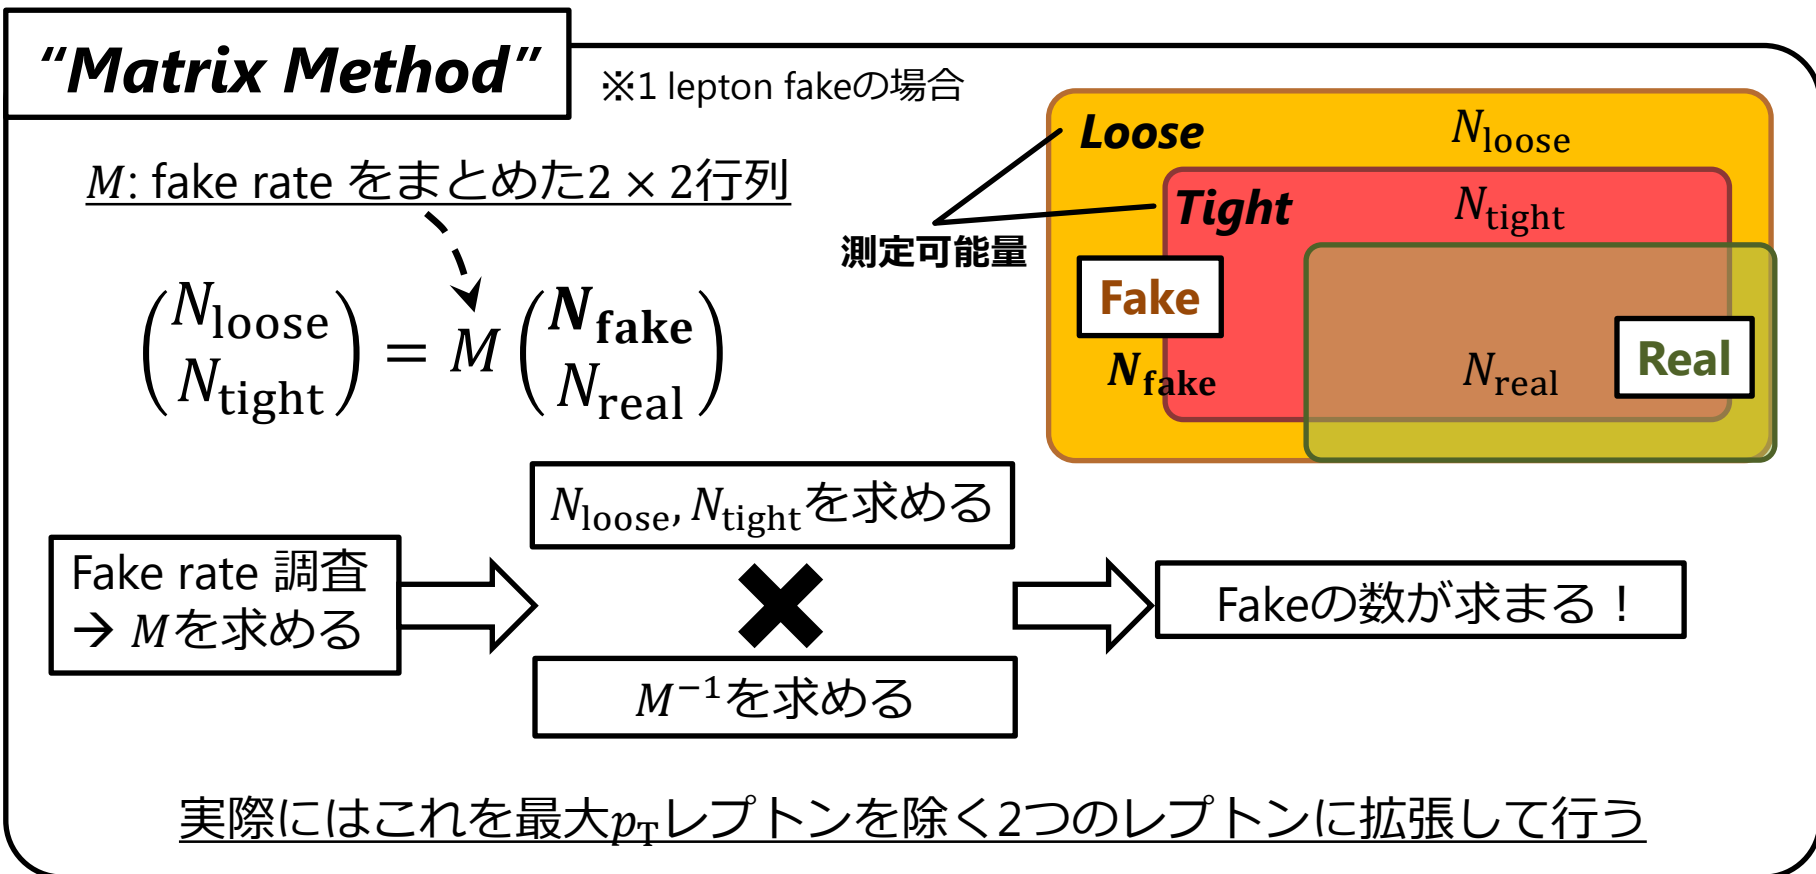 “Matrix Method”
※1 lepton fakeの場合
M: fake rate をまとめた2 × 2行列
(N_loose N_tight) = M (N_fake N_real)
Loose
N_loose
Tight
N_tight
測定可能量
Fake
N_fake
N_real
Real
Fake rate 調査
→ Mを求める
N_loose, N_tightを求める
M⁻¹を求める
Fakeの数が求まる！
実際にはこれを最大p_Tレプトンを除く2つのレプトンに拡張して行う